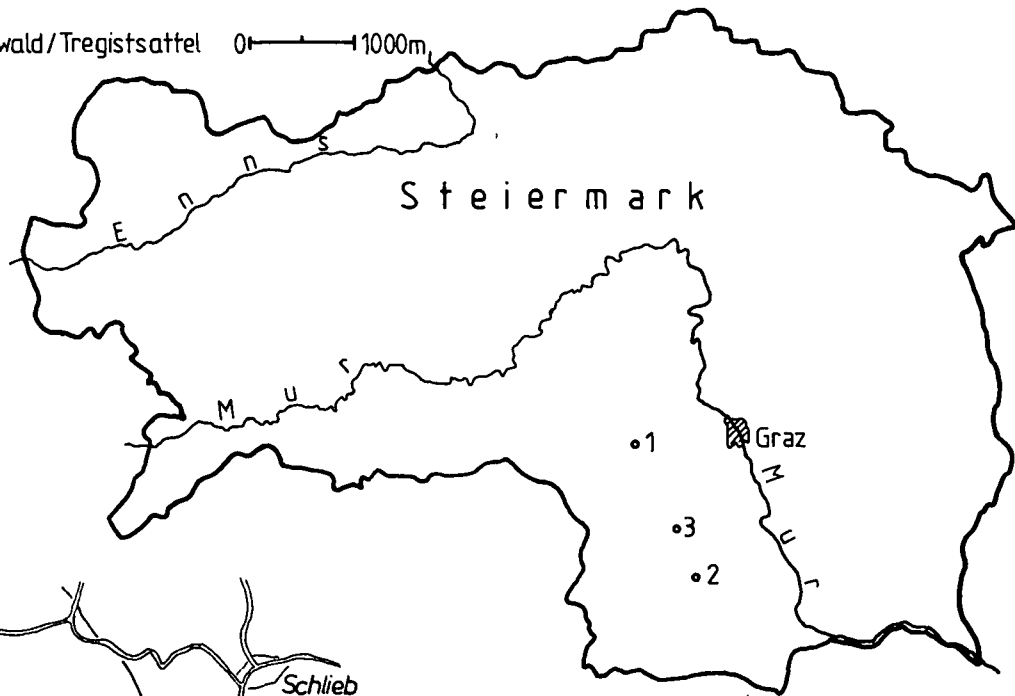 wald/Tregistsattel 0 1000m
Enns
Steiermark
Mur
1
Graz
Mur
3
2
Schlieb